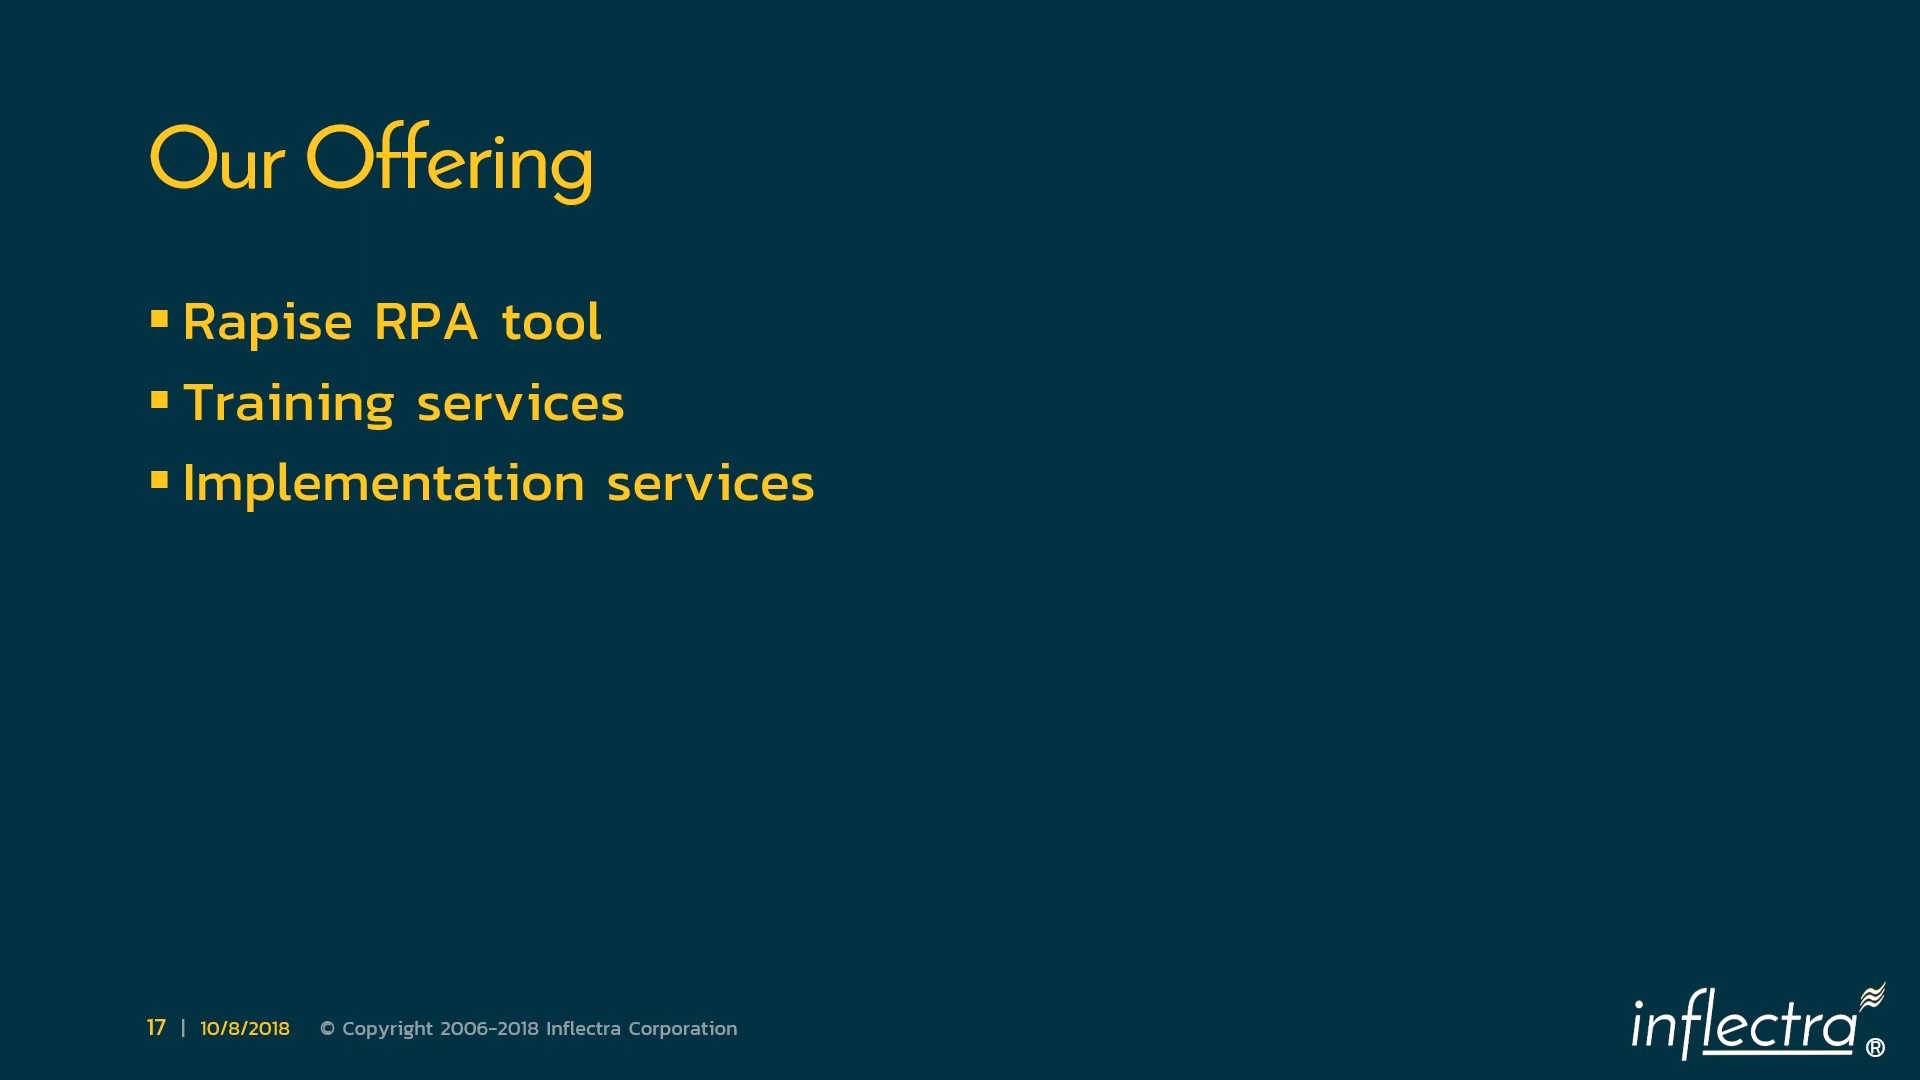 Our Offering
▪ Rapise RPA tool
▪ Training services
▪ Implementation services
17 | 10/8/2018 © Copyright 2006-2018 Inflectra Corporation
inflectra®